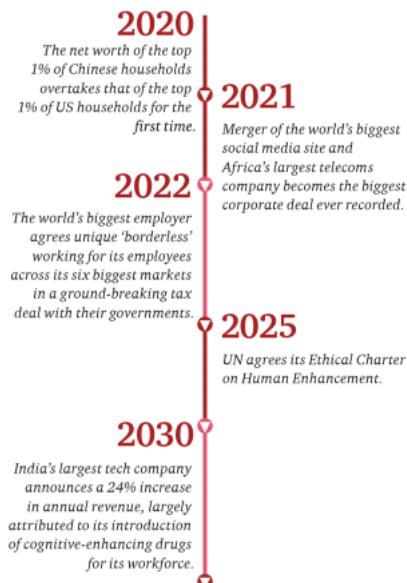 2020
The net worth of the top
1% of Chinese households
overtakes that of the top
1% of US households for the
first time.
2021
Merger of the world's biggest
social media site and
Africa's largest telecoms
company becomes the biggest
corporate deal ever recorded.
2022
The world's biggest employer
agrees unique ‘borderless’
working for its employees
across its six biggest markets
in a ground-breaking tax
deal with their governments.
2025
UN agrees its Ethical Charter
on Human Enhancement.
2030
India's largest tech company
announces a 24% increase
in annual revenue, largely
attributed to its introduction
of cognitive-enhancing drugs
for its workforce.